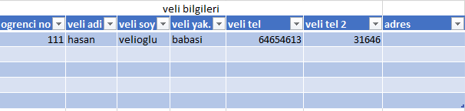 veli bilgileri
ogrenci no veli adi veli soy veli yak. veli tel veli tel 2 adres
111 hasan velioglu babasi 64654613 31646